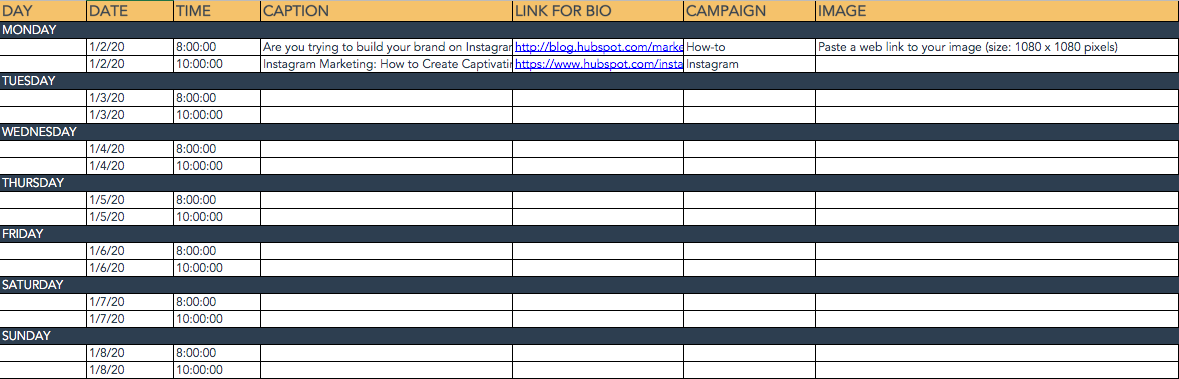 DAY DATE TIME CAPTION LINK FOR BIO CAMPAIGN IMAGE
MONDAY
1/2/20 8:00:00 Are you trying to build your brand on Instagram http://blog.hubspot.com/marke How-to Paste a web link to your image (size: 1080 x 1080 pixels)
1/2/20 10:00:00 Instagram Marketing: How to Create Captivatin https://www.hubspot.com/insta Instagram
TUESDAY
1/3/20 8:00:00
1/3/20 10:00:00
WEDNESDAY
1/4/20 8:00:00
1/4/20 10:00:00
THURSDAY
1/5/20 8:00:00
1/5/20 10:00:00
FRIDAY
1/6/20 8:00:00
1/6/20 10:00:00
SATURDAY
1/7/20 8:00:00
1/7/20 10:00:00
SUNDAY
1/8/20 8:00:00
1/8/20 10:00:00